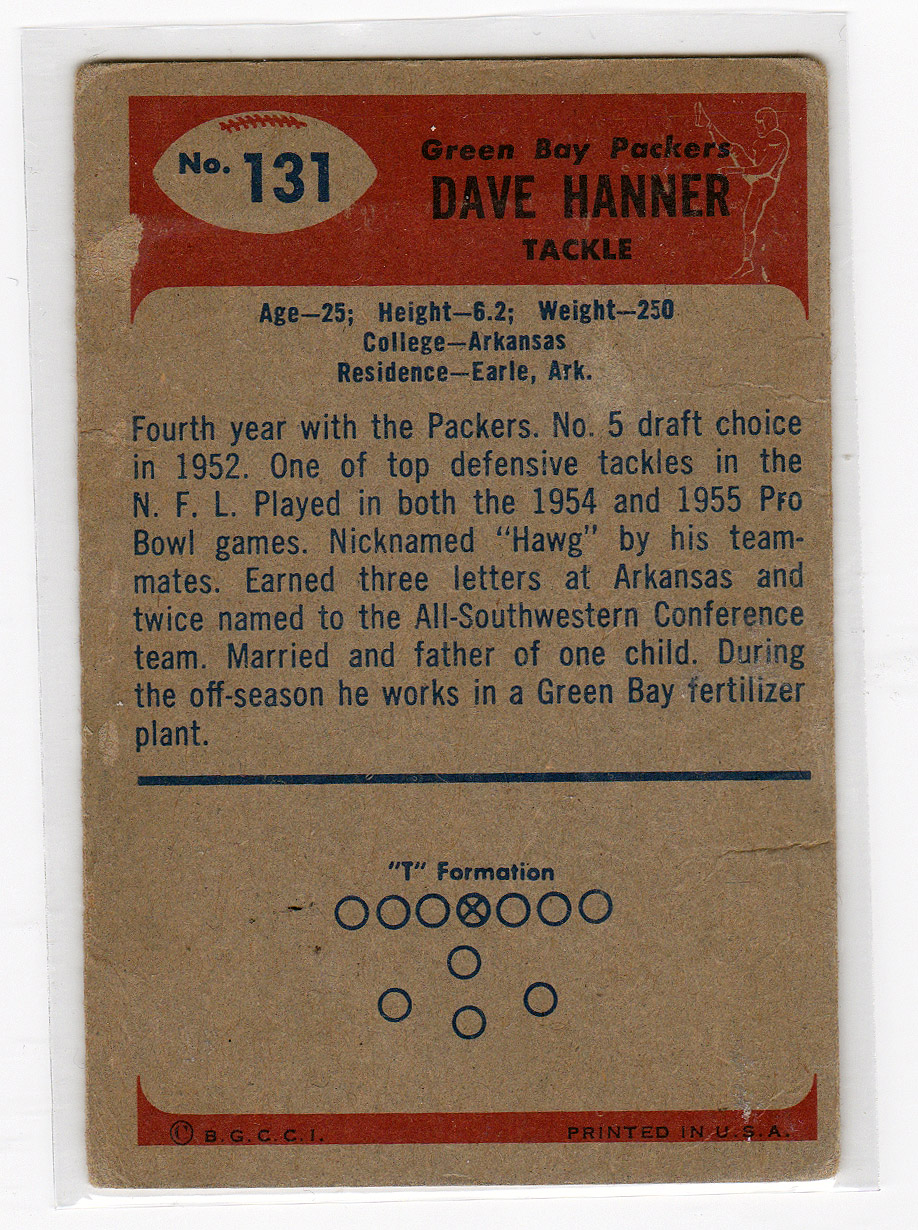 No. 131
Green Bay Packers
DAVE HANNER
TACKLE
Age—25; Height—6.2; Weight—250
College—Arkansas
Residence—Earle, Ark.
Fourth year with the Packers. No. 5 draft choice
in 1952. One of top defensive tackles in the
N. F. L. Played in both the 1954 and 1955 Pro
Bowl games. Nicknamed “Hawg” by his team-
mates. Earned three letters at Arkansas and
twice named to the All-Southwestern Conference
team. Married and father of one child. During
the off-season he works in a Green Bay fertilizer
plant.
"T" Formation
© B.G.C.C.I.
PRINTED IN U.S.A.